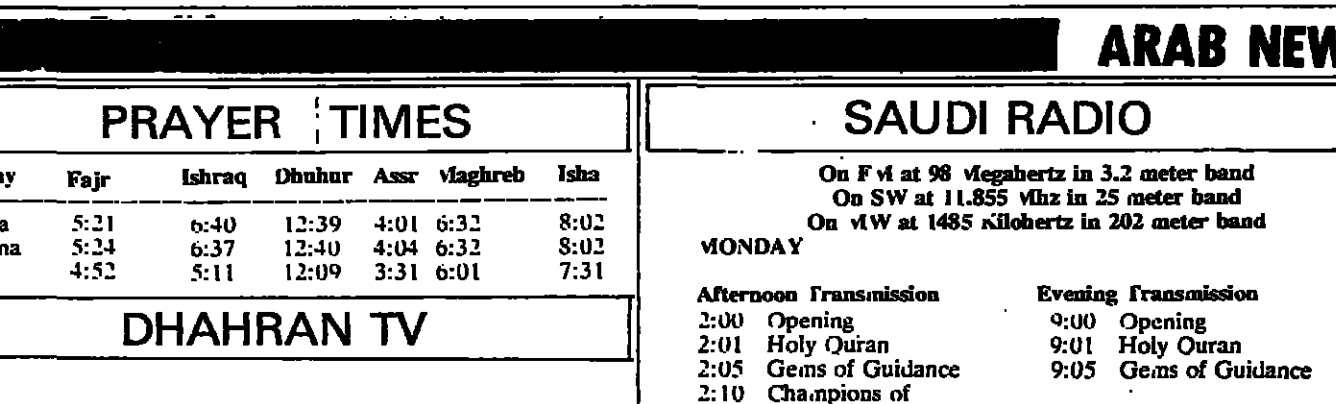 ARAB NEW
PRAYER TIMES
ay Fajr Ishraq Dhuhur Assr Maghreb Isha
a 5:21 6:40 12:39 4:01 6:32 8:02
na 5:24 6:37 12:40 4:04 6:32 8:02
4:52 5:11 12:09 3:31 6:01 7:31
DHAHRAN TV
SAUDI RADIO
On FM at 98 Megahertz in 3.2 meter band
On SW at 11.855 Mhz in 25 meter band
On MW at 1485 Kilohertz in 202 meter band
MONDAY
Afternoon Transmission
2:00 Opening
2:01 Holy Quran
2:05 Gems of Guidance
2:10 Champions of
Evening Transmission
9:00 Opening
9:01 Holy Quran
9:05 Gems of Guidance